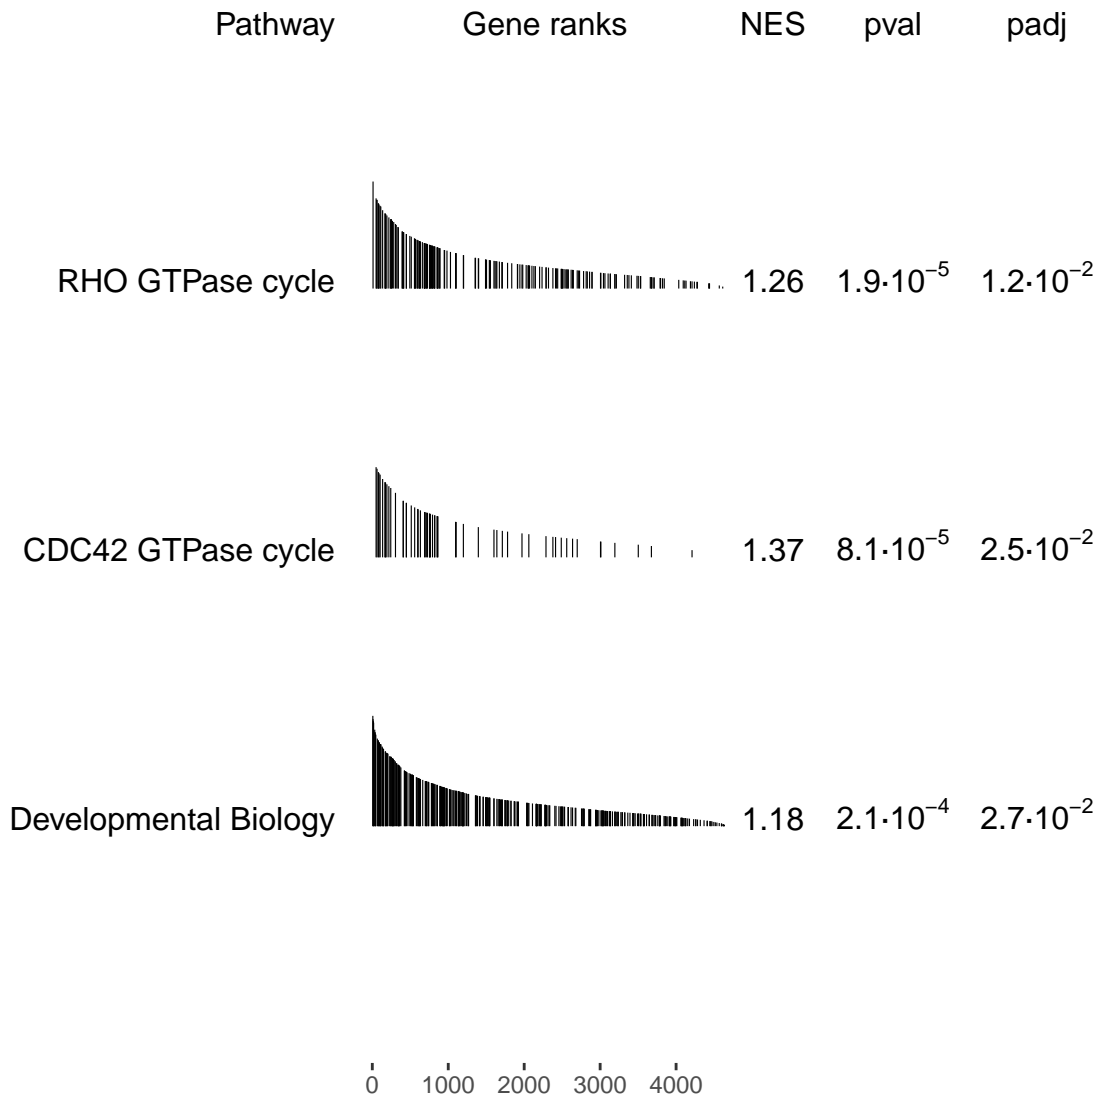 Pathway Gene ranks NES pval padj
RHO GTPase cycle 1.26 1.9·10⁻⁵ 1.2·10⁻²
CDC42 GTPase cycle 1.37 8.1·10⁻⁵ 2.5·10⁻²
Developmental Biology 1.18 2.1·10⁻⁴ 2.7·10⁻²
0 1000 2000 3000 4000